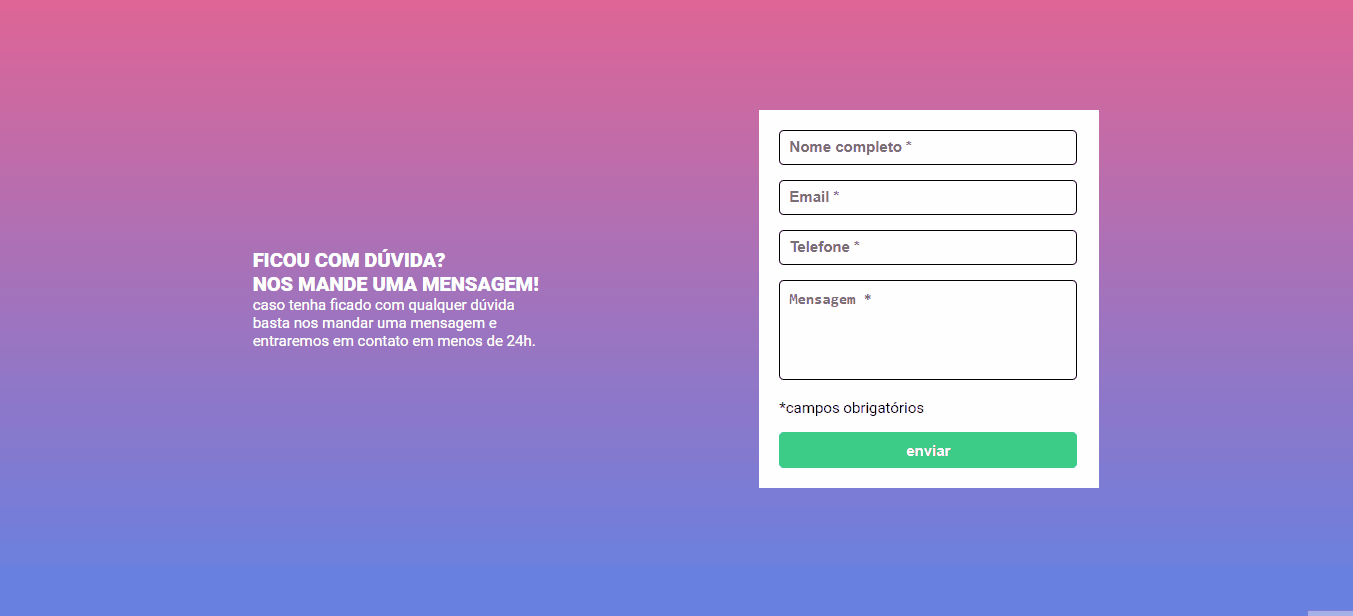 FICOU COM DÚVIDA?
NOS MANDE UMA MENSAGEM!
caso tenha ficado com qualquer dúvida
basta nos mandar uma mensagem e
entraremos em contato em menos de 24h.
Nome completo *
Email *
Telefone *
Mensagem *
*campos obrigatórios
enviar